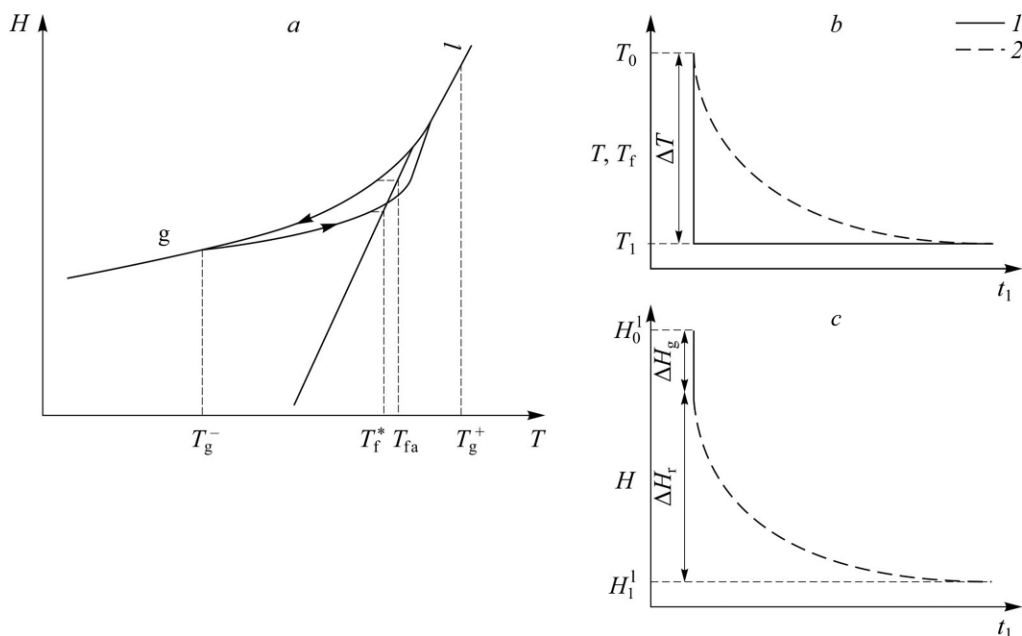 H
a
l
g
T_g^-
T_f^*
T_fa
T_g^+
T
b
1
2
T_0
T, T_f
ΔT
T_1
t_1
c
H_0^1
ΔH_g
H
ΔH_r
H_1^1
t_1